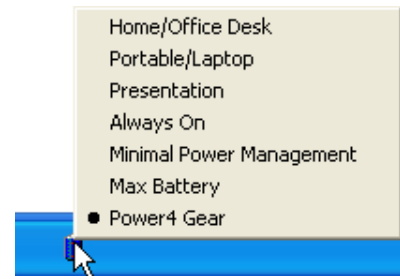 Home/Office Desk
Portable/Laptop
Presentation
Always On
Minimal Power Management
Max Battery
Power4 Gear